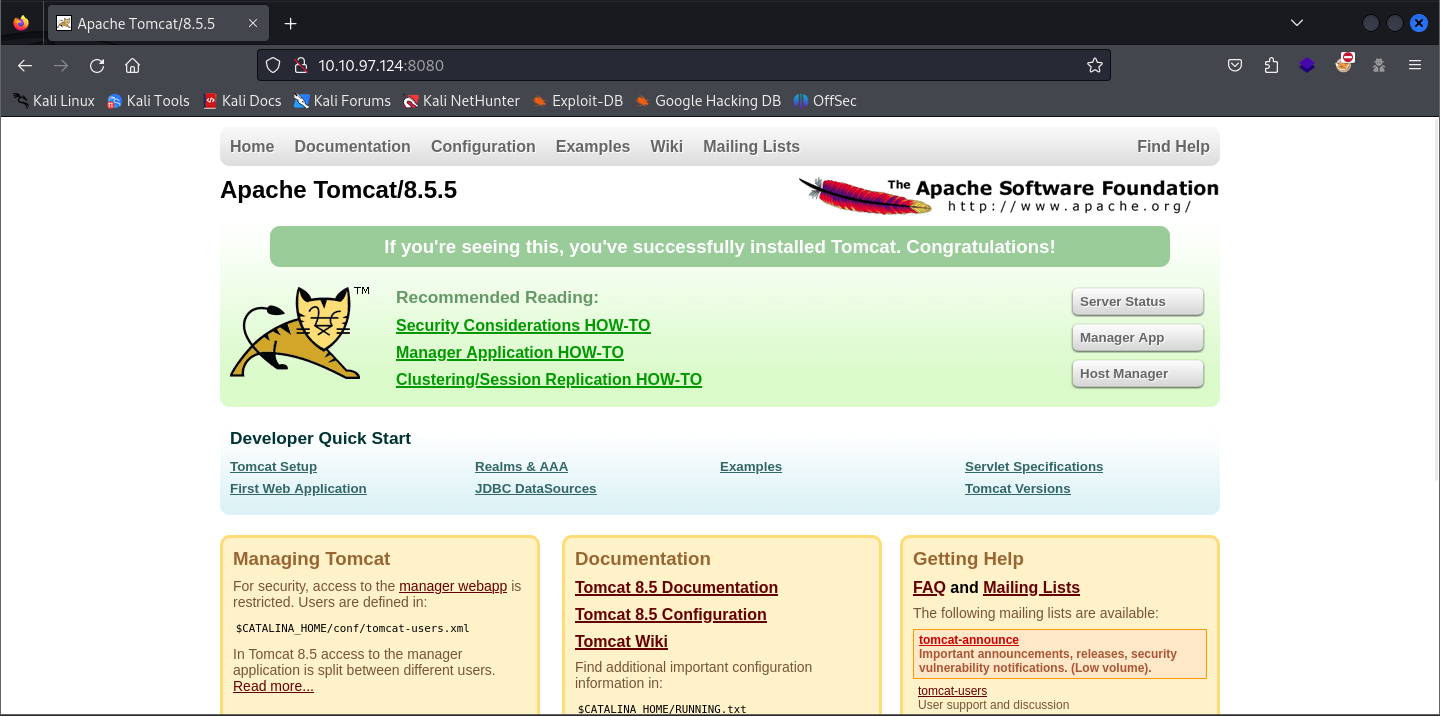 Apache Tomcat/8.5.5
10.10.97.124:8080
Kali Linux Kali Tools Kali Docs Kali Forums Kali NetHunter Exploit-DB Google Hacking DB OffSec
Home Documentation Configuration Examples Wiki Mailing Lists Find Help
Apache Tomcat/8.5.5
The Apache Software Foundation
http://www.apache.org/
If you're seeing this, you've successfully installed Tomcat. Congratulations!
TM
Recommended Reading:
Security Considerations HOW-TO
Manager Application HOW-TO
Clustering/Session Replication HOW-TO
Server Status
Manager App
Host Manager
Developer Quick Start
Tomcat Setup
First Web Application
Realms & AAA
JDBC DataSources
Examples
Servlet Specifications
Tomcat Versions
Managing Tomcat
For security, access to the manager webapp is
restricted. Users are defined in:
$CATALINA_HOME/conf/tomcat-users.xml
In Tomcat 8.5 access to the manager
application is split between different users.
Read more...
Documentation
Tomcat 8.5 Documentation
Tomcat 8.5 Configuration
Tomcat Wiki
Find additional important configuration
information in:
$CATALINA_HOME/RUNNING.txt
Getting Help
FAQ and Mailing Lists
The following mailing lists are available:
tomcat-announce
Important announcements, releases, security
vulnerability notifications. (Low volume).
tomcat-users
User support and discussion